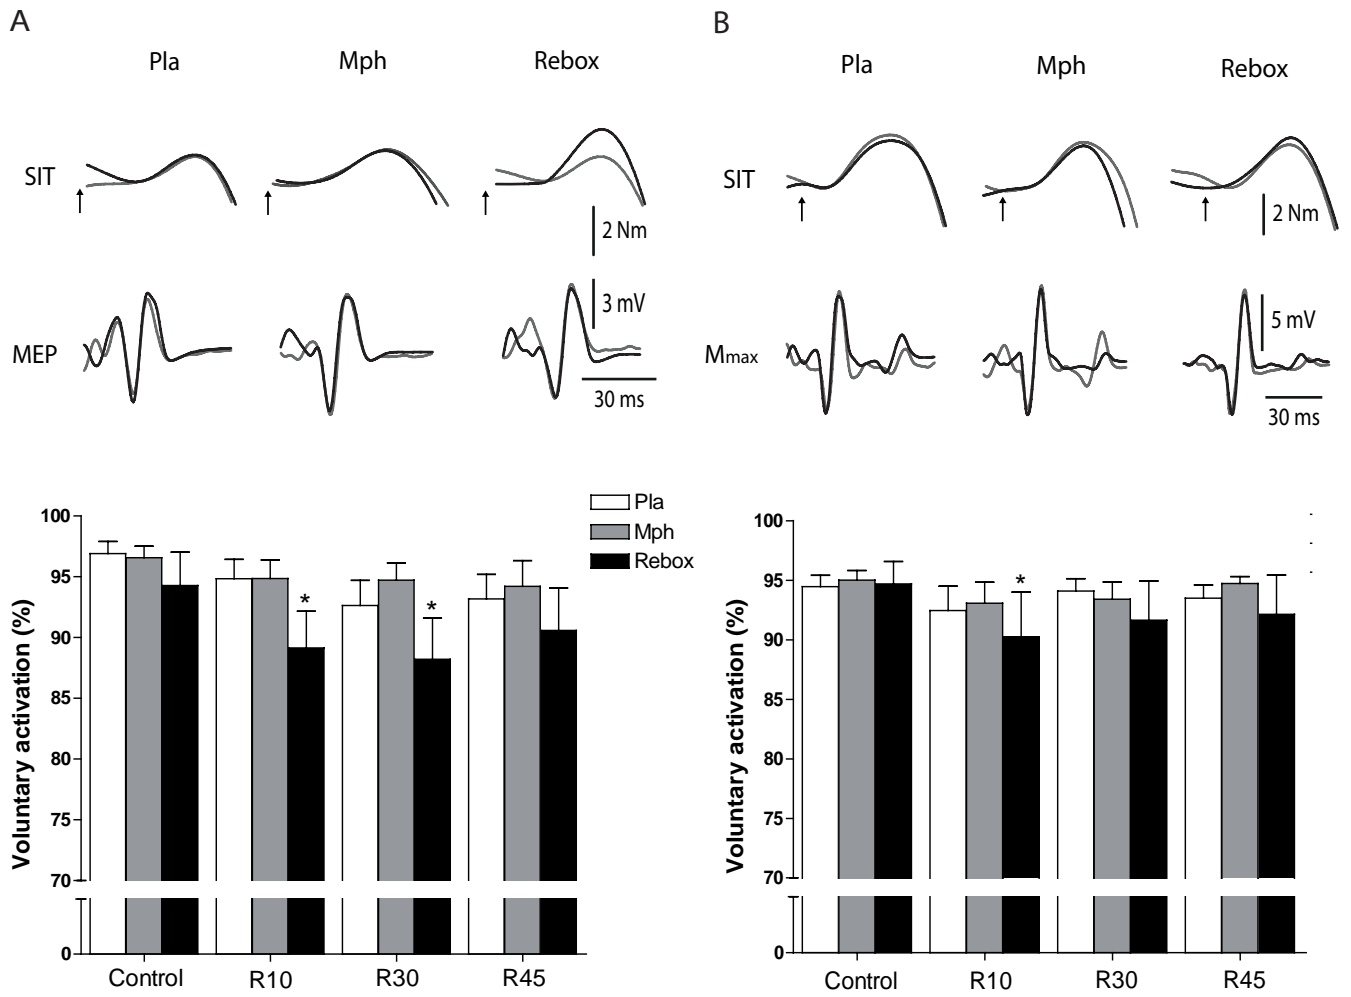 A
Pla Mph Rebox
SIT
2 Nm
3 mV
MEP
30 ms
B
Pla Mph Rebox
SIT
2 Nm
5 mV
Mmax
30 ms
Pla
Mph
Rebox
Voluntary activation (%)
100
95
90
85
80
75
70
0
* *
Control R10 R30 R45
Voluntary activation (%)
100
95
90
85
80
75
70
0
*
Control R10 R30 R45